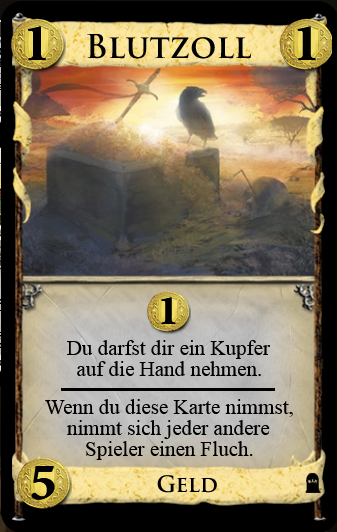 1 BLUTZOLL 1
1
Du darfst dir ein Kupfer
auf die Hand nehmen.
Wenn du diese Karte nimmst,
nimmt sich jeder andere
Spieler einen Fluch.
5 GELD